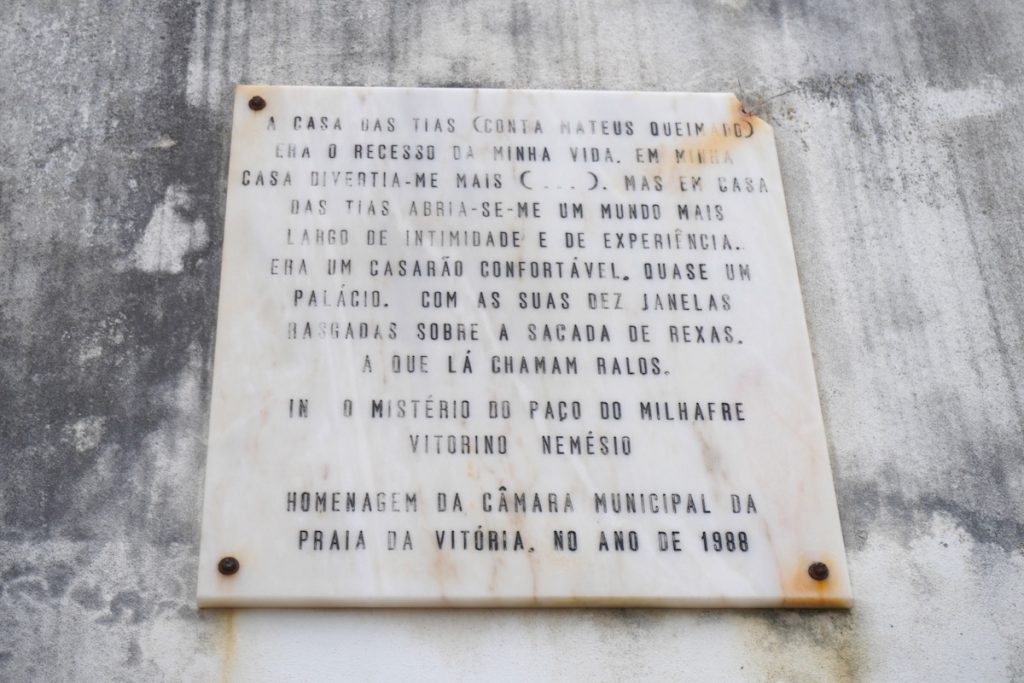 A CASA DAS TIAS (CONTA MATEUS QUEIMADO)
ERA O RECESSO DA MINHA VIDA. EM MINHA
CASA DIVERTIA-ME MAIS (...). MAS EM CASA
DAS TIAS ABRIA-SE-ME UM MUNDO MAIS
LARGO DE INTIMIDADE E DE EXPERIÊNCIA.
ERA UM CASARÃO CONFORTÁVEL, QUASE UM
PALÁCIO. COM AS SUAS DEZ JANELAS
RASGADAS SOBRE A SACADA DE REXAS.
A QUE LÁ CHAMAM RALOS.
IN O MISTÉRIO DO PAÇO DO MILHAFRE
VITORINO NEMÉSIO
HOMENAGEM DA CÂMARA MUNICIPAL DA
PRAIA DA VITÓRIA, NO ANO DE 1988